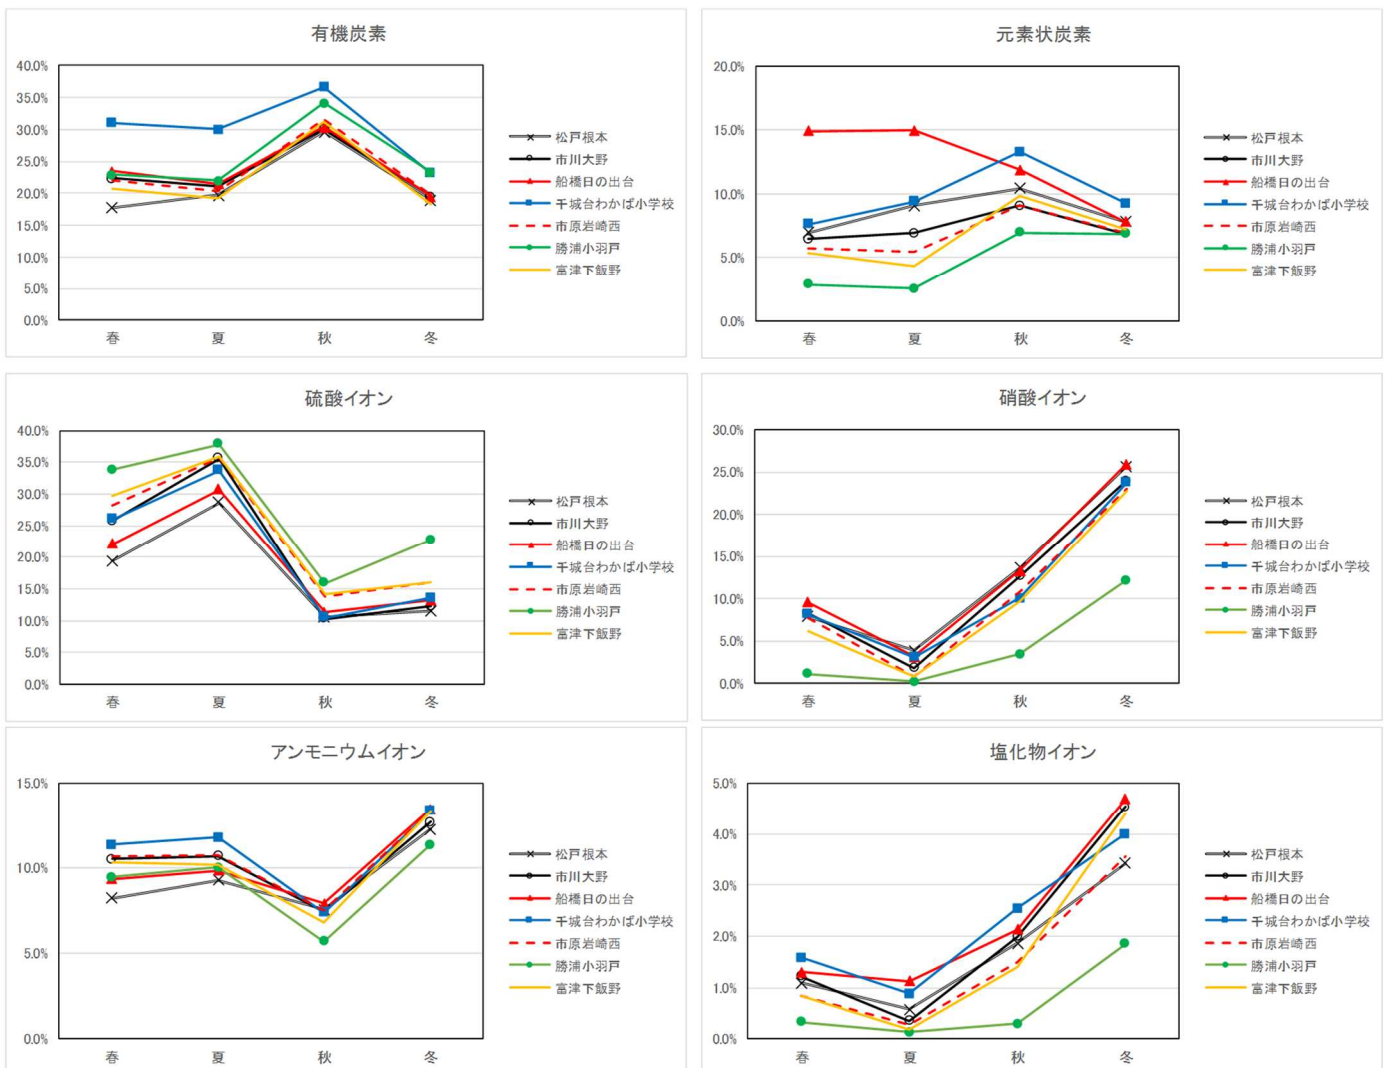 有機炭素
40.0%
35.0%
30.0%
25.0%
20.0%
15.0%
10.0%
5.0%
0.0%
春 夏 秋 冬
松戸根本
市川大野
船橋日の出台
千城台わかば小学校
市原岩崎西
勝浦小羽戸
富津下飯野
元素状炭素
20.0%
15.0%
10.0%
5.0%
0.0%
春 夏 秋 冬
松戸根本
市川大野
船橋日の出台
千城台わかば小学校
市原岩崎西
勝浦小羽戸
富津下飯野
硫酸イオン
40.0%
35.0%
30.0%
25.0%
20.0%
15.0%
10.0%
5.0%
0.0%
春 夏 秋 冬
松戸根本
市川大野
船橋日の出台
千城台わかば小学校
市原岩崎西
勝浦小羽戸
富津下飯野
硝酸イオン
30.0%
25.0%
20.0%
15.0%
10.0%
5.0%
0.0%
春 夏 秋 冬
松戸根本
市川大野
船橋日の出台
千城台わかば小学校
市原岩崎西
勝浦小羽戸
富津下飯野
アンモニウムイオン
15.0%
10.0%
5.0%
0.0%
春 夏 秋 冬
松戸根本
市川大野
船橋日の出台
千城台わかば小学校
市原岩崎西
勝浦小羽戸
富津下飯野
塩化物イオン
5.0%
4.0%
3.0%
2.0%
1.0%
0.0%
春 夏 秋 冬
松戸根本
市川大野
船橋日の出台
千城台わかば小学校
市原岩崎西
勝浦小羽戸
富津下飯野